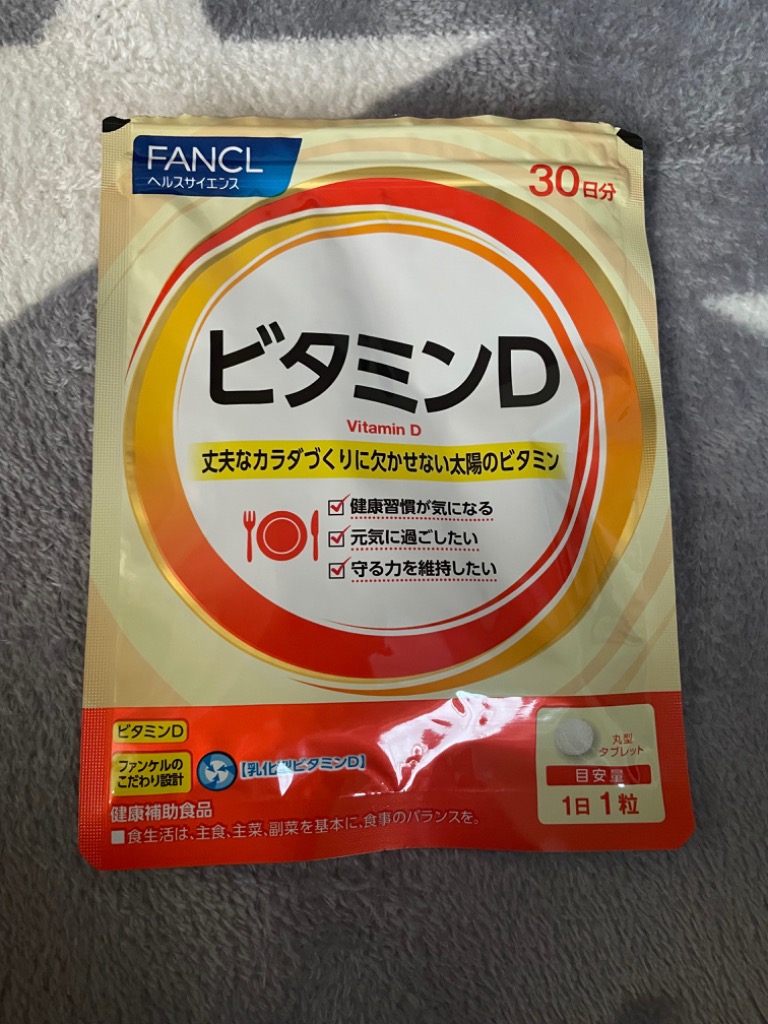 FANCL
ヘルスサイエンス
30日分
ビタミンD
Vitamin D
丈夫なカラダづくりに欠かせない太陽のビタミン
健康習慣が気になる
元気に過ごしたい
守る力を維持したい
ビタミンD
ファンケルの
こだわり設計
【乳化型ビタミンD】
丸型
タブレット
目安量
1日1粒
健康補助食品
■食生活は、主食、主菜、副菜を基本に、食事のバランスを。